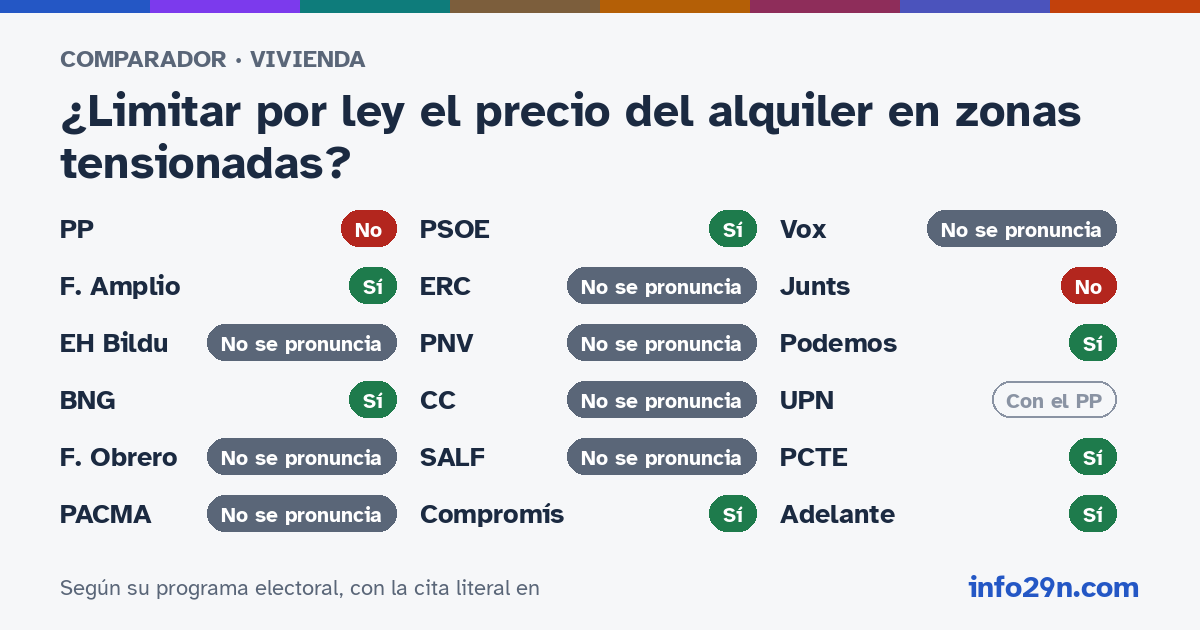 COMPARADOR · VIVIENDA
¿Limitar por ley el precio del alquiler en zonas
tensionadas?
PP No PSOE Sí Vox No se pronuncia
F. Amplio Sí ERC No se pronuncia Junts No
EH Bildu No se pronuncia PNV No se pronuncia Podemos Sí
BNG Sí CC No se pronuncia UPN Con el PP
F. Obrero No se pronuncia SALF No se pronuncia PCTE Sí
PACMA No se pronuncia Compromís Sí Adelante Sí
Según su programa electoral, con la cita literal en info29n.com